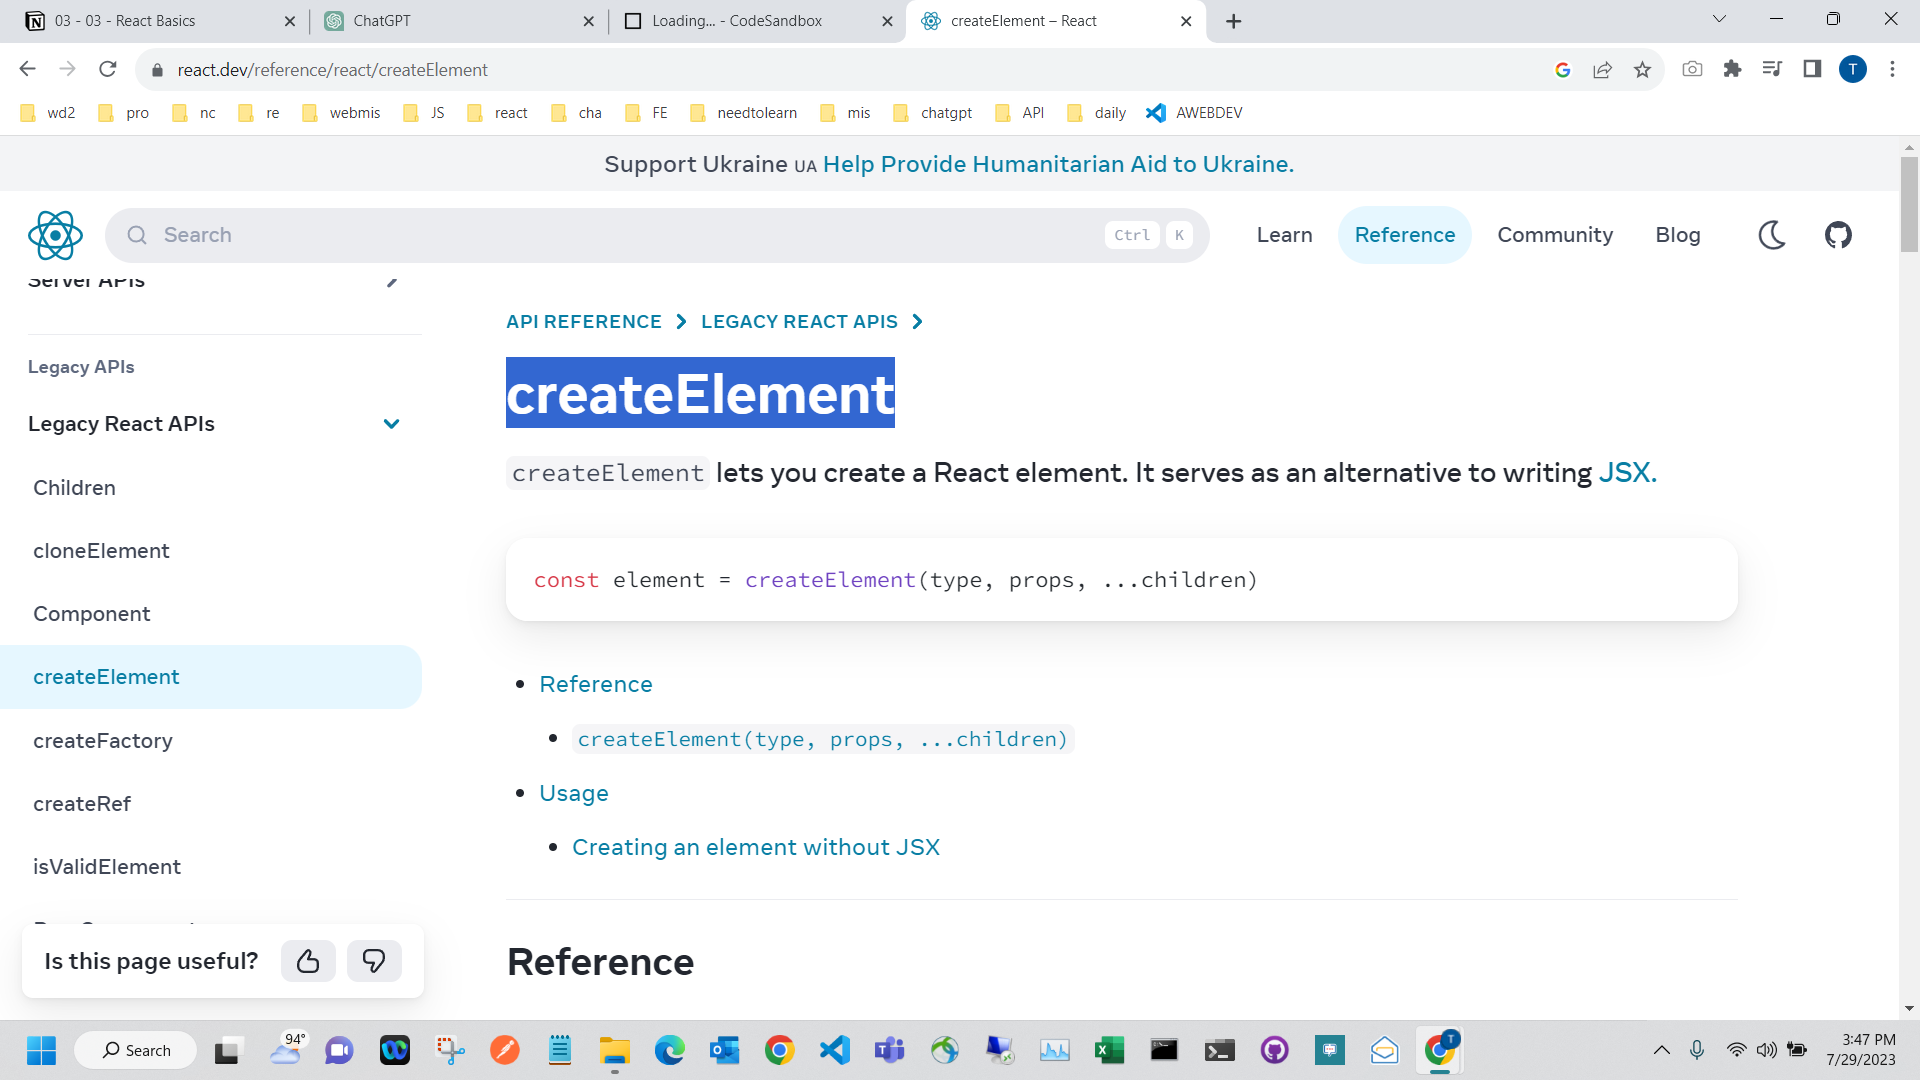 03 - 03 - React Basics
ChatGPT
Loading... - CodeSandbox
createElement – React
react.dev/reference/react/createElement
T
wd2
pro
nc
re
webmis
JS
react
cha
FE
needtolearn
mis
chatgpt
API
daily
AWEBDEV
Support Ukraine UA Help Provide Humanitarian Aid to Ukraine.
Search
Ctrl K
Learn
Reference
Community
Blog
Server APIs
Legacy APIs
Legacy React APIs
Children
cloneElement
Component
createElement
createFactory
createRef
isValidElement
Is this page useful?
API REFERENCE
LEGACY REACT APIS
createElement
createElement lets you create a React element. It serves as an alternative to writing JSX.
const element = createElement(type, props, ...children)
Reference
createElement(type, props, ...children)
Usage
Creating an element without JSX
Reference
Search
94°
T
3:47 PM
7/29/2023